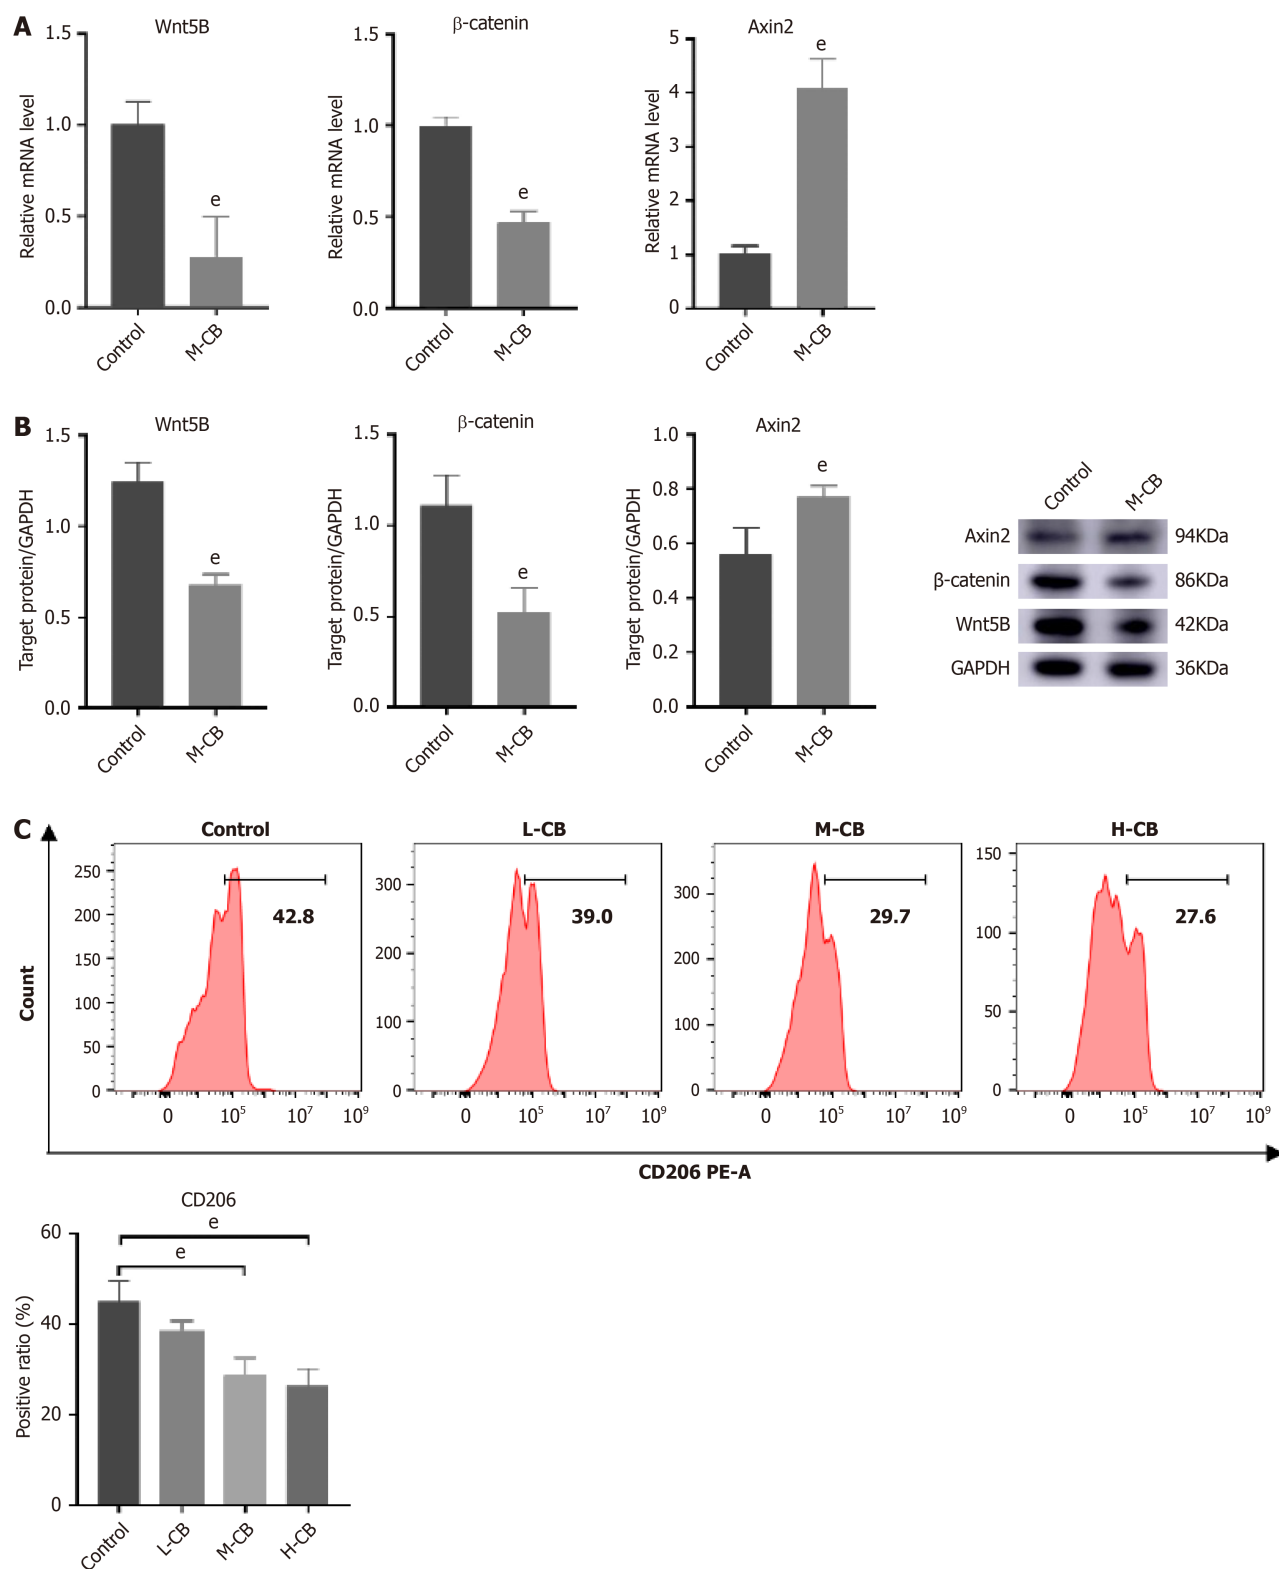 A
Wnt5B
β-catenin
Axin2
Relative mRNA level
1.5
1.0
0.5
0.0
Control
M-CB
e
Relative mRNA level
1.5
1.0
0.5
0.0
Control
M-CB
e
Relative mRNA level
5
4
3
2
1
0
Control
M-CB
e
B
Wnt5B
β-catenin
Axin2
Target protein/GAPDH
1.5
1.0
0.5
0.0
Control
M-CB
e
Target protein/GAPDH
1.5
1.0
0.5
0.0
Control
M-CB
e
Target protein/GAPDH
1.0
0.8
0.6
0.4
0.2
0.0
Control
M-CB
e
Control
M-CB
Axin2 94KDa
β-catenin 86KDa
Wnt5B 42KDa
GAPDH 36KDa
C
Count
Control
250
200
150
100
50
0
42.8
0 10⁵ 10⁷ 10⁹
L-CB
300
200
100
0
39.0
0 10⁵ 10⁷ 10⁹
M-CB
300
200
100
0
29.7
0 10⁵ 10⁷ 10⁹
H-CB
150
100
50
0
27.6
0 10⁵ 10⁷ 10⁹
CD206 PE-A
CD206
e
e
Positive ratio (%)
60
40
20
0
Control
L-CB
M-CB
H-CB